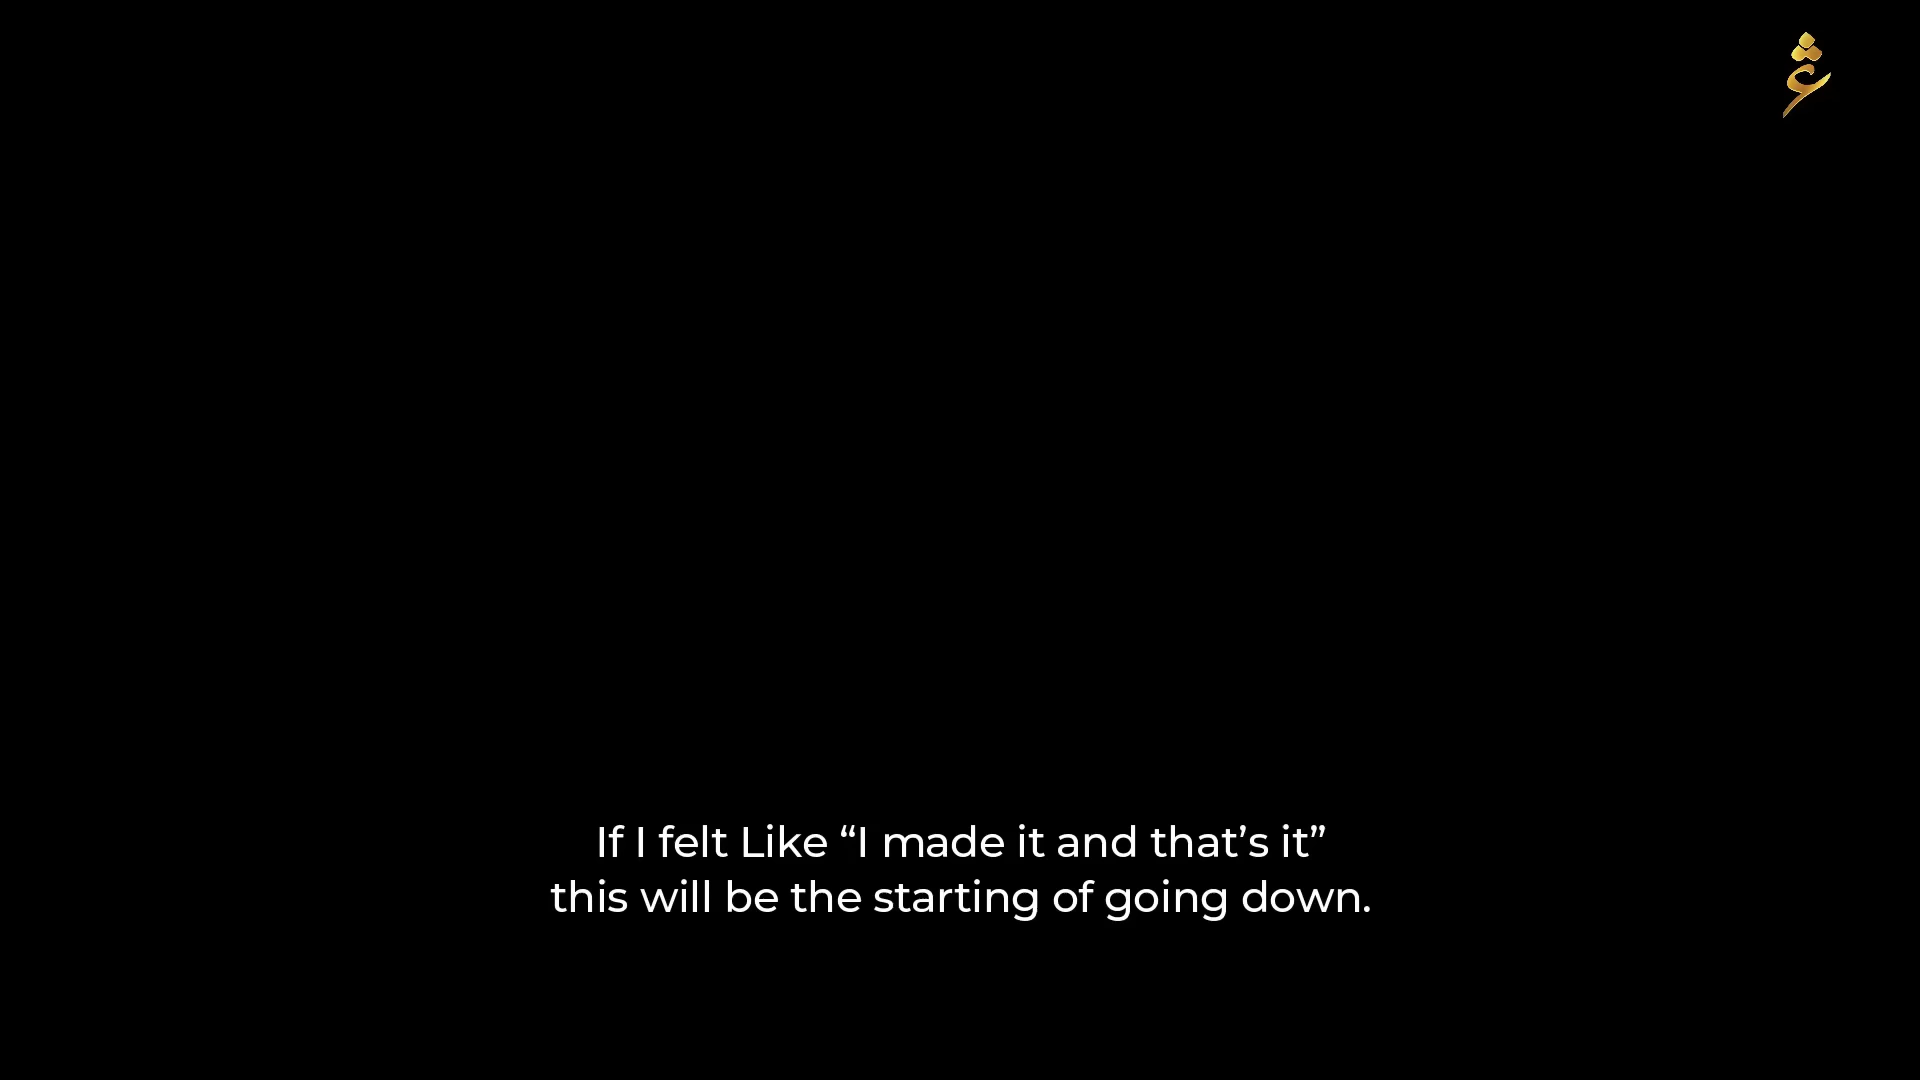 If I felt Like “I made it and that’s it”
this will be the starting of going down.